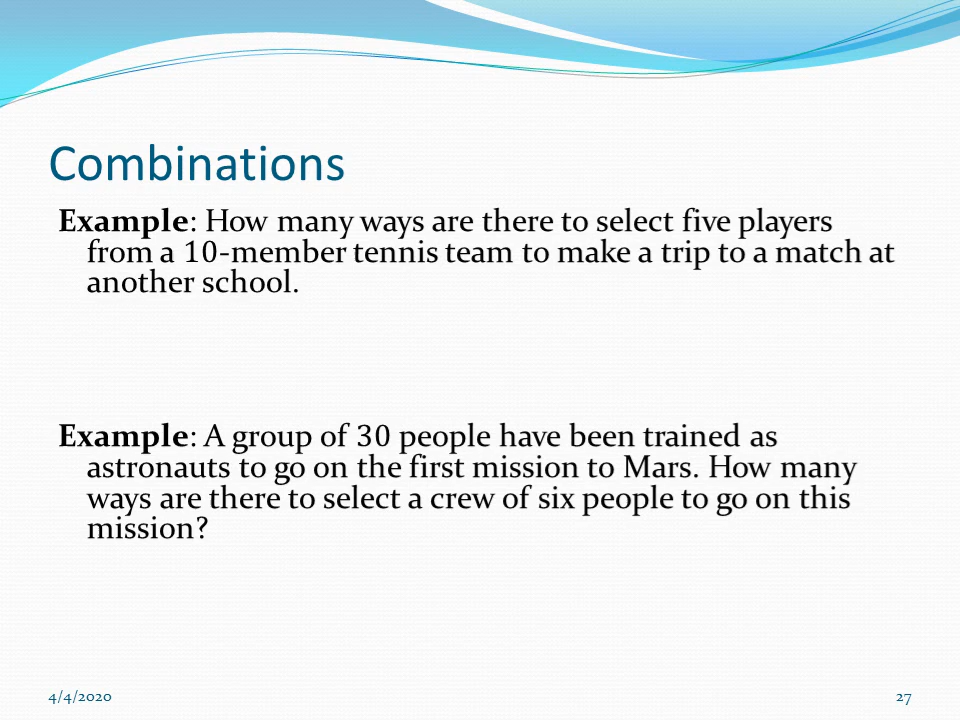 Combinations
Example: How many ways are there to select five players
from a 10-member tennis team to make a trip to a match at
another school.
Example: A group of 30 people have been trained as
astronauts to go on the first mission to Mars. How many
ways are there to select a crew of six people to go on this
mission?
4/4/2020
27